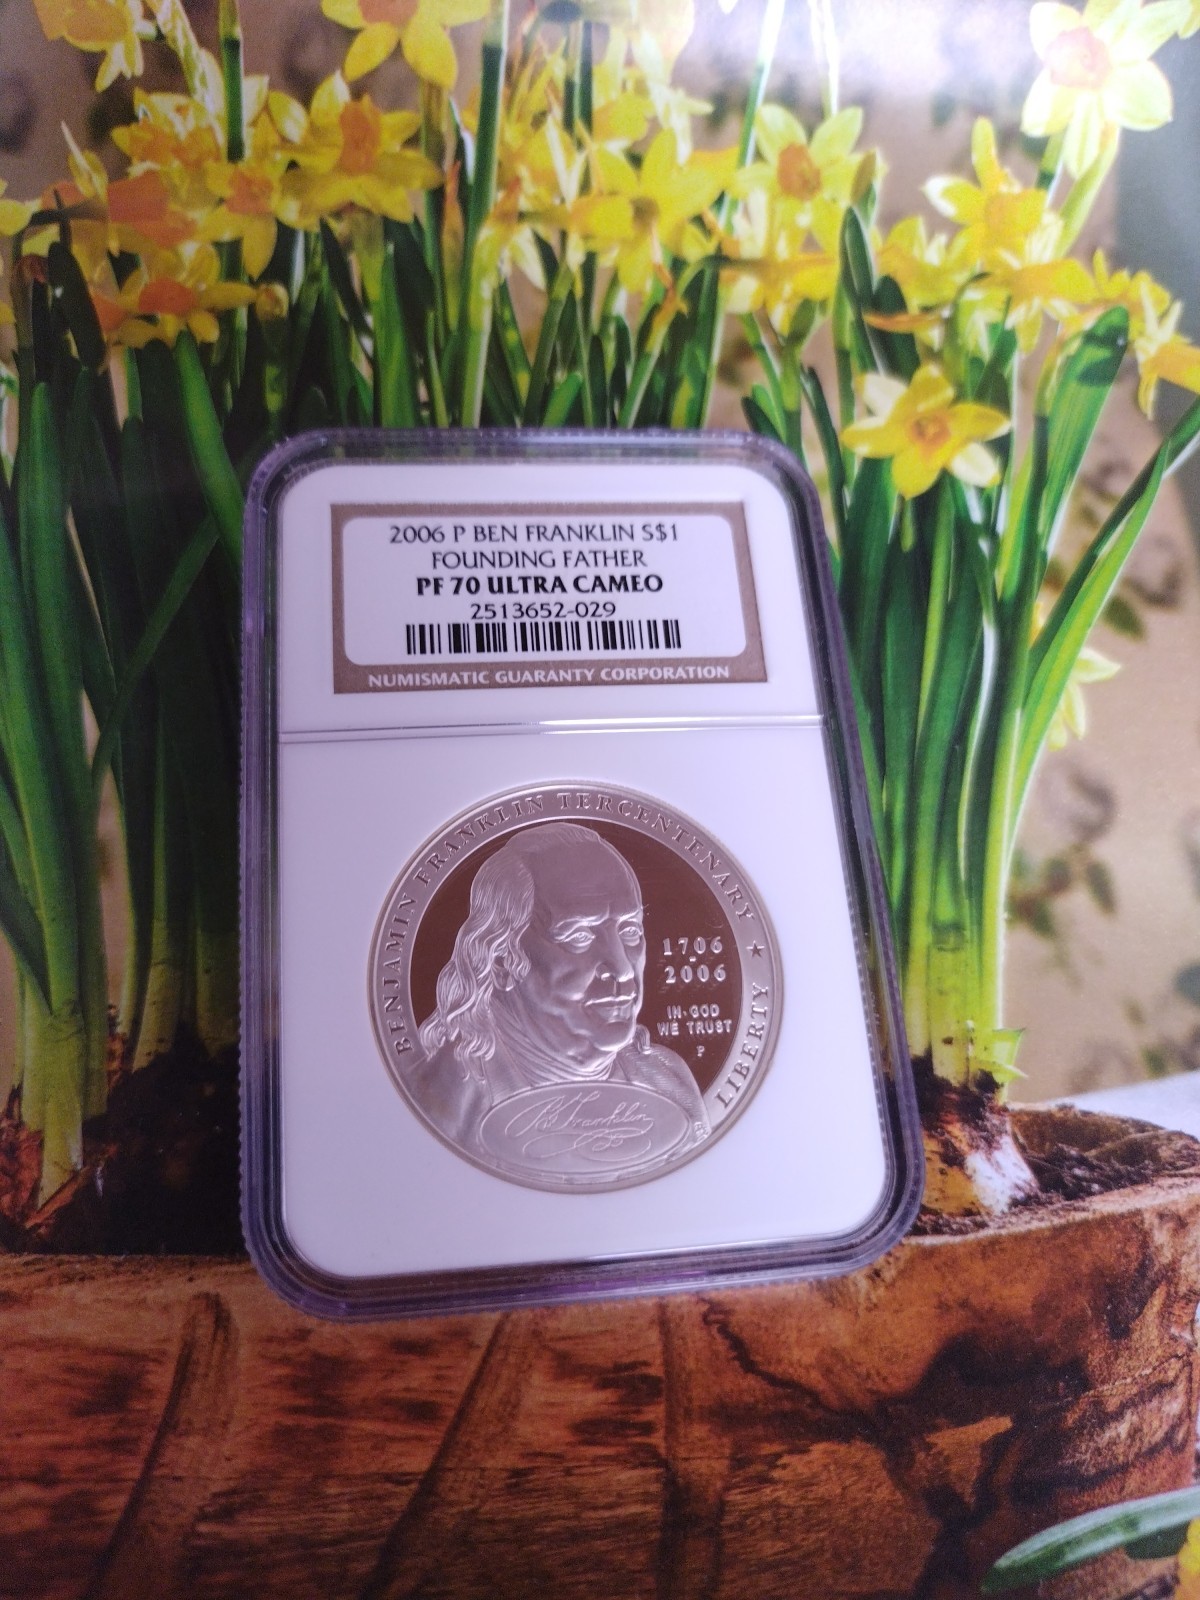 2006 P BEN FRANKLIN S$1
FOUNDING FATHER
PF 70 ULTRA CAMEO
2513652-029
NUMISMATIC GUARANTY CORPORATION
BENJAMIN FRANKLIN TERCENTENARY ★ LIBERTY
1706
-
2006
IN GOD
WE TRUST
P
B Franklin